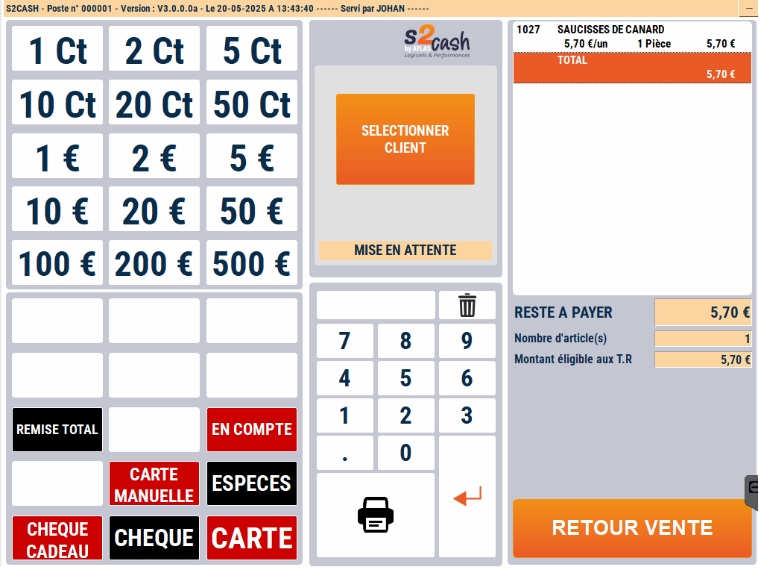 S2CASH - Poste n° 000001 - Version : V3.0.0.0a - Le 20-05-2025 A 13:43:40 ------ Servi par JOHAN ------
...
1 Ct 2 Ct 5 Ct
10 Ct 20 Ct 50 Ct
1 € 2 € 5 €
10 € 20 € 50 €
100 € 200 € 500 €
REMISE TOTAL
EN COMPTE
CARTE
MANUELLE
ESPECES
CHEQUE
CADEAU
CHEQUE
CARTE
s2cash
by ATLAS
Logiciels & Performances
SELECTIONNER
CLIENT
MISE EN ATTENTE
7 8 9
4 5 6
1 2 3
. 0
1027 SAUCISSES DE CANARD
5,70 €/un 1 Pièce 5,70 €
TOTAL
5,70 €
RESTE A PAYER 5,70 €
Nombre d'article(s) 1
Montant éligible aux T.R 5,70 €
RETOUR VENTE